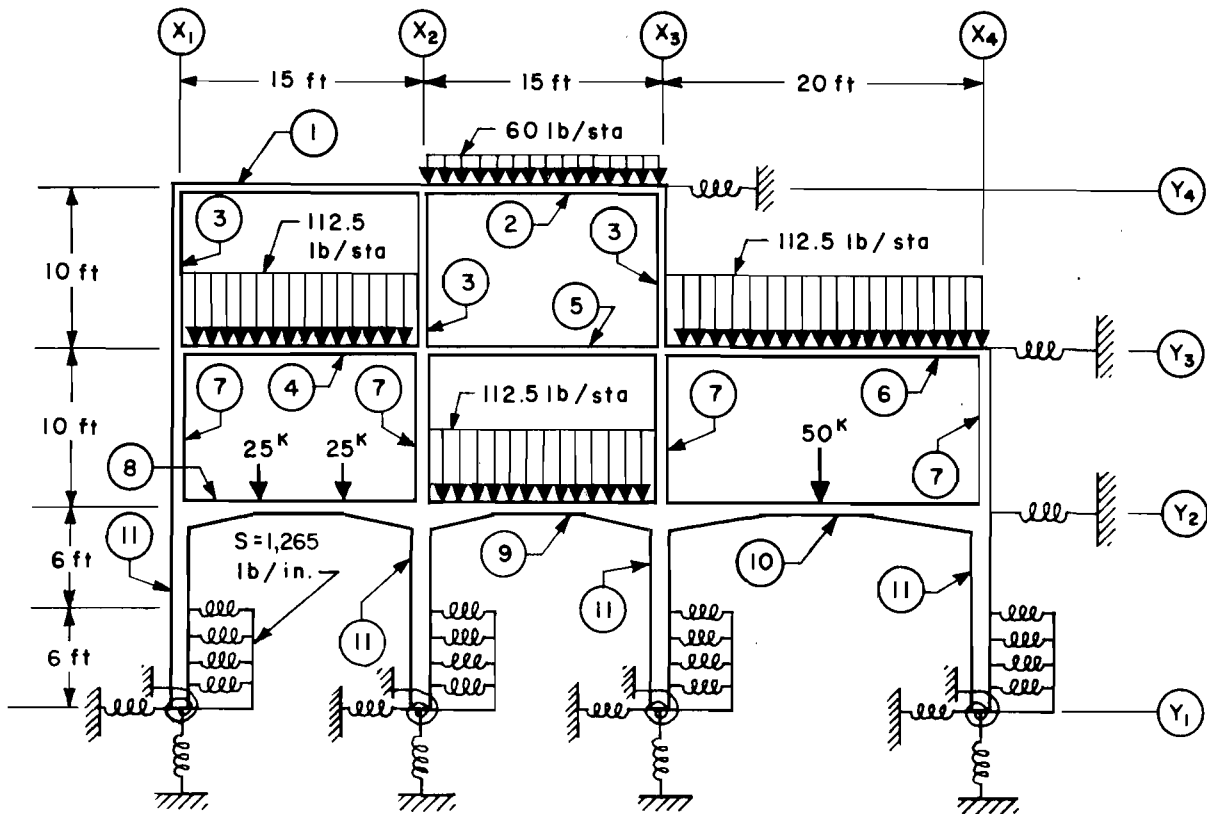 X1 X2 X3 X4
15 ft 15 ft 20 ft
60 lb/sta
1
Y4
3
112.5
lb/sta
2
3
112.5 lb/sta
10 ft
3
5
Y3
7
4
7
112.5 lb/sta
7
6
10 ft
25K 25K
50K
7
8
Y2
11
S=1,265
lb/in.
6 ft
9
10
11
11
11
6 ft
Y1